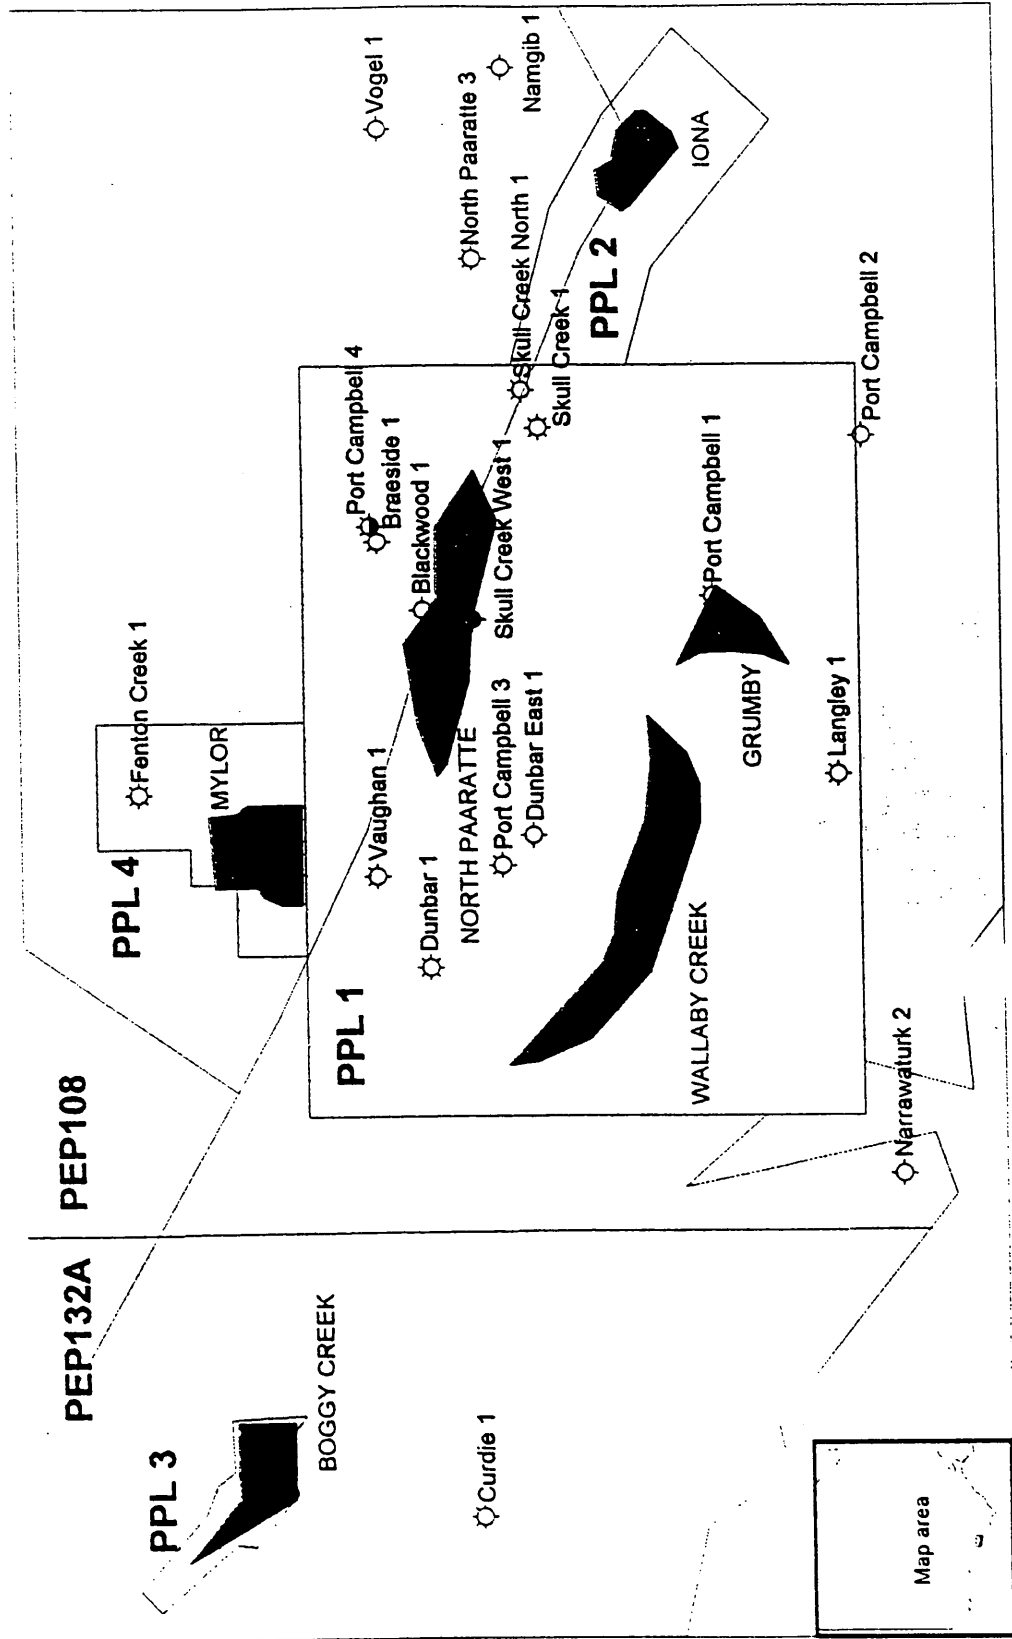 PEP132A
PEP108
PPL 3
BOGGY CREEK
Curdie 1
Map area
PPL 4
Fenton Creek 1
MYLOR
PPL 1
Vaughan 1
Dunbar 1
NORTH PAARATTE
Port Campbell 3
Dunbar East 1
Port Campbell 4
Braeside 1
Blackwood 1
Skull Creek West 1
WALLABY CREEK
GRUMBY
Port Campbell 1
Langley 1
Narrawaturk 2
Port Campbell 2
Skull Creek 1
Skull Creek North 1
North Paaratte 3
Vogel 1
Namgib 1
PPL 2
IONA